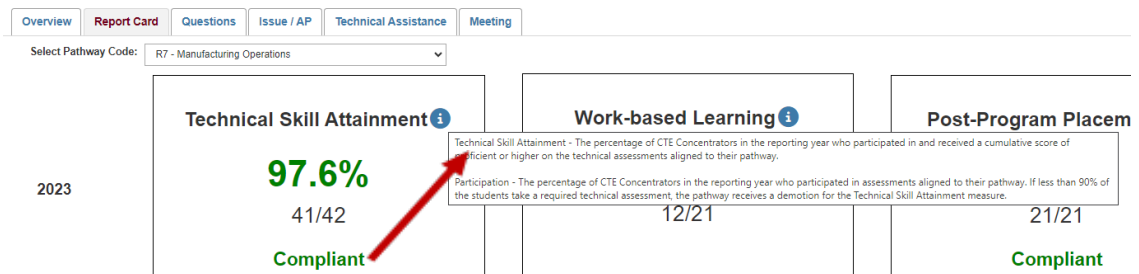 Overview Report Card Questions Issue / AP Technical Assistance Meeting
Select Pathway Code: R7 - Manufacturing Operations
Technical Skill Attainment i
Work-based Learning i
Post-Program Placem
Technical Skill Attainment - The percentage of CTE Concentrators in the reporting year who participated in and received a cumulative score of
proficient or higher on the technical assessments aligned to their pathway.
Participation - The percentage of CTE Concentrators in the reporting year who participated in assessments aligned to their pathway. If less than 90% of
the students take a required technical assessment, the pathway receives a demotion for the Technical Skill Attainment measure.
2023
97.6%
41/42
12/21
21/21
Compliant
Compliant